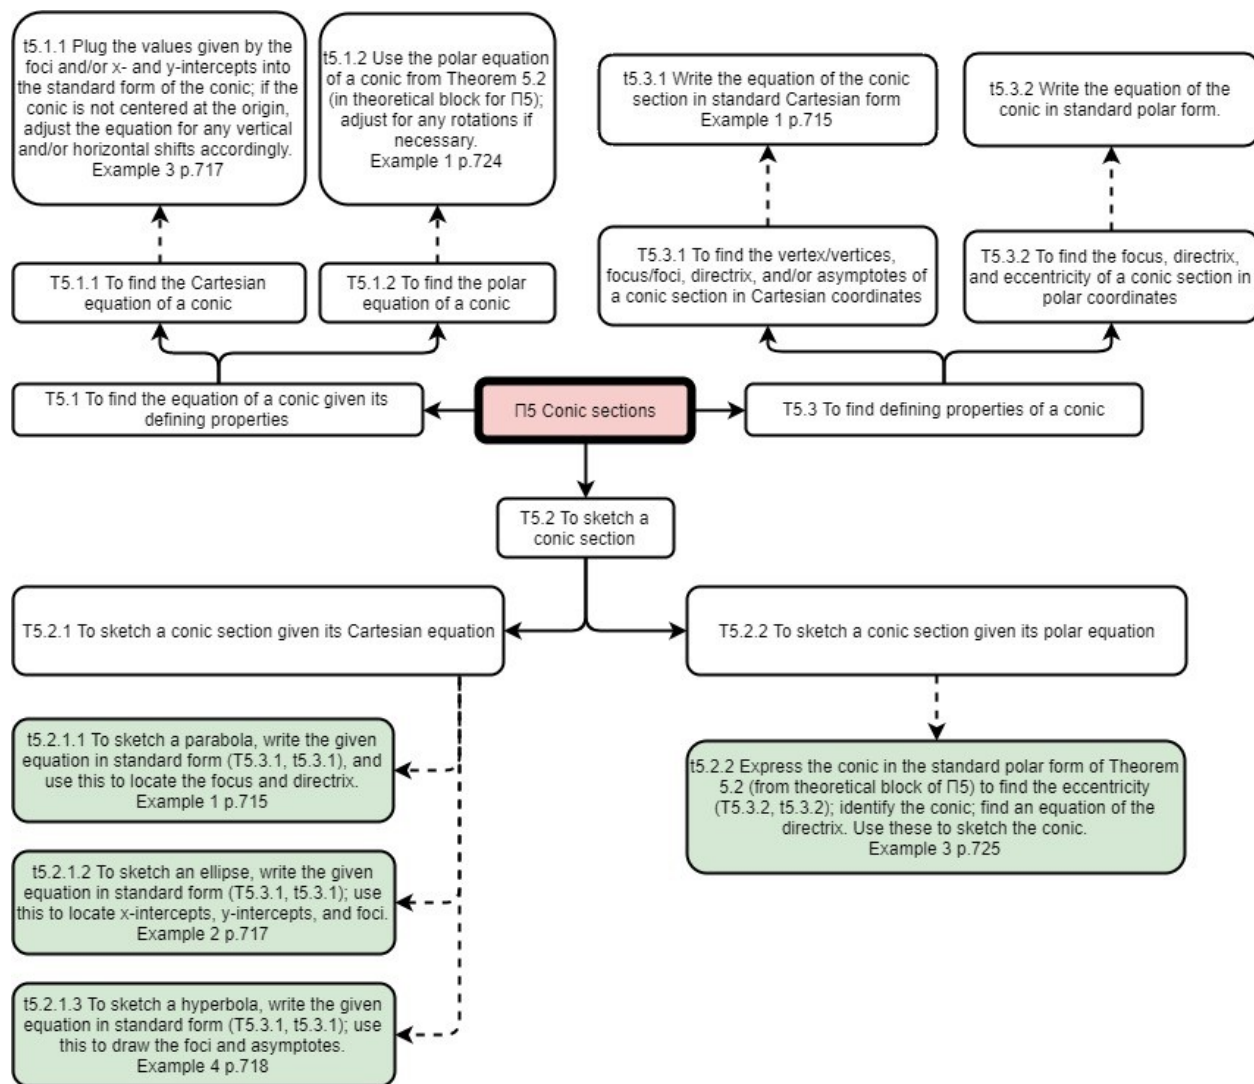 t5.1.1 Plug the values given by the
foci and/or x- and y-intercepts into
the standard form of the conic; if the
conic is not centered at the origin,
adjust the equation for any vertical
and/or horizontal shifts accordingly.
Example 3 p.717
t5.1.2 Use the polar equation
of a conic from Theorem 5.2
(in theoretical block for П5);
adjust for any rotations if
necessary.
Example 1 p.724
t5.3.1 Write the equation of the conic
section in standard Cartesian form
Example 1 p.715
t5.3.2 Write the equation of the
conic in standard polar form.
T5.1.1 To find the Cartesian
equation of a conic
T5.1.2 To find the polar
equation of a conic
T5.3.1 To find the vertex/vertices,
focus/foci, directrix, and/or asymptotes of
a conic section in Cartesian coordinates
T5.3.2 To find the focus, directrix,
and eccentricity of a conic section in
polar coordinates
T5.1 To find the equation of a conic given its
defining properties
П5 Conic sections
T5.3 To find defining properties of a conic
T5.2 To sketch a
conic section
T5.2.1 To sketch a conic section given its Cartesian equation
T5.2.2 To sketch a conic section given its polar equation
t5.2.1.1 To sketch a parabola, write the given
equation in standard form (T5.3.1, t5.3.1), and
use this to locate the focus and directrix.
Example 1 p.715
t5.2.2 Express the conic in the standard polar form of Theorem
5.2 (from theoretical block of П5) to find the eccentricity
(T5.3.2, t5.3.2); identify the conic; find an equation of the
directrix. Use these to sketch the conic.
Example 3 p.725
t5.2.1.2 To sketch an ellipse, write the given
equation in standard form (T5.3.1, t5.3.1); use
this to locate x-intercepts, y-intercepts, and foci.
Example 2 p.717
t5.2.1.3 To sketch a hyperbola, write the given
equation in standard form (T5.3.1, t5.3.1); use
this to draw the foci and asymptotes.
Example 4 p.718